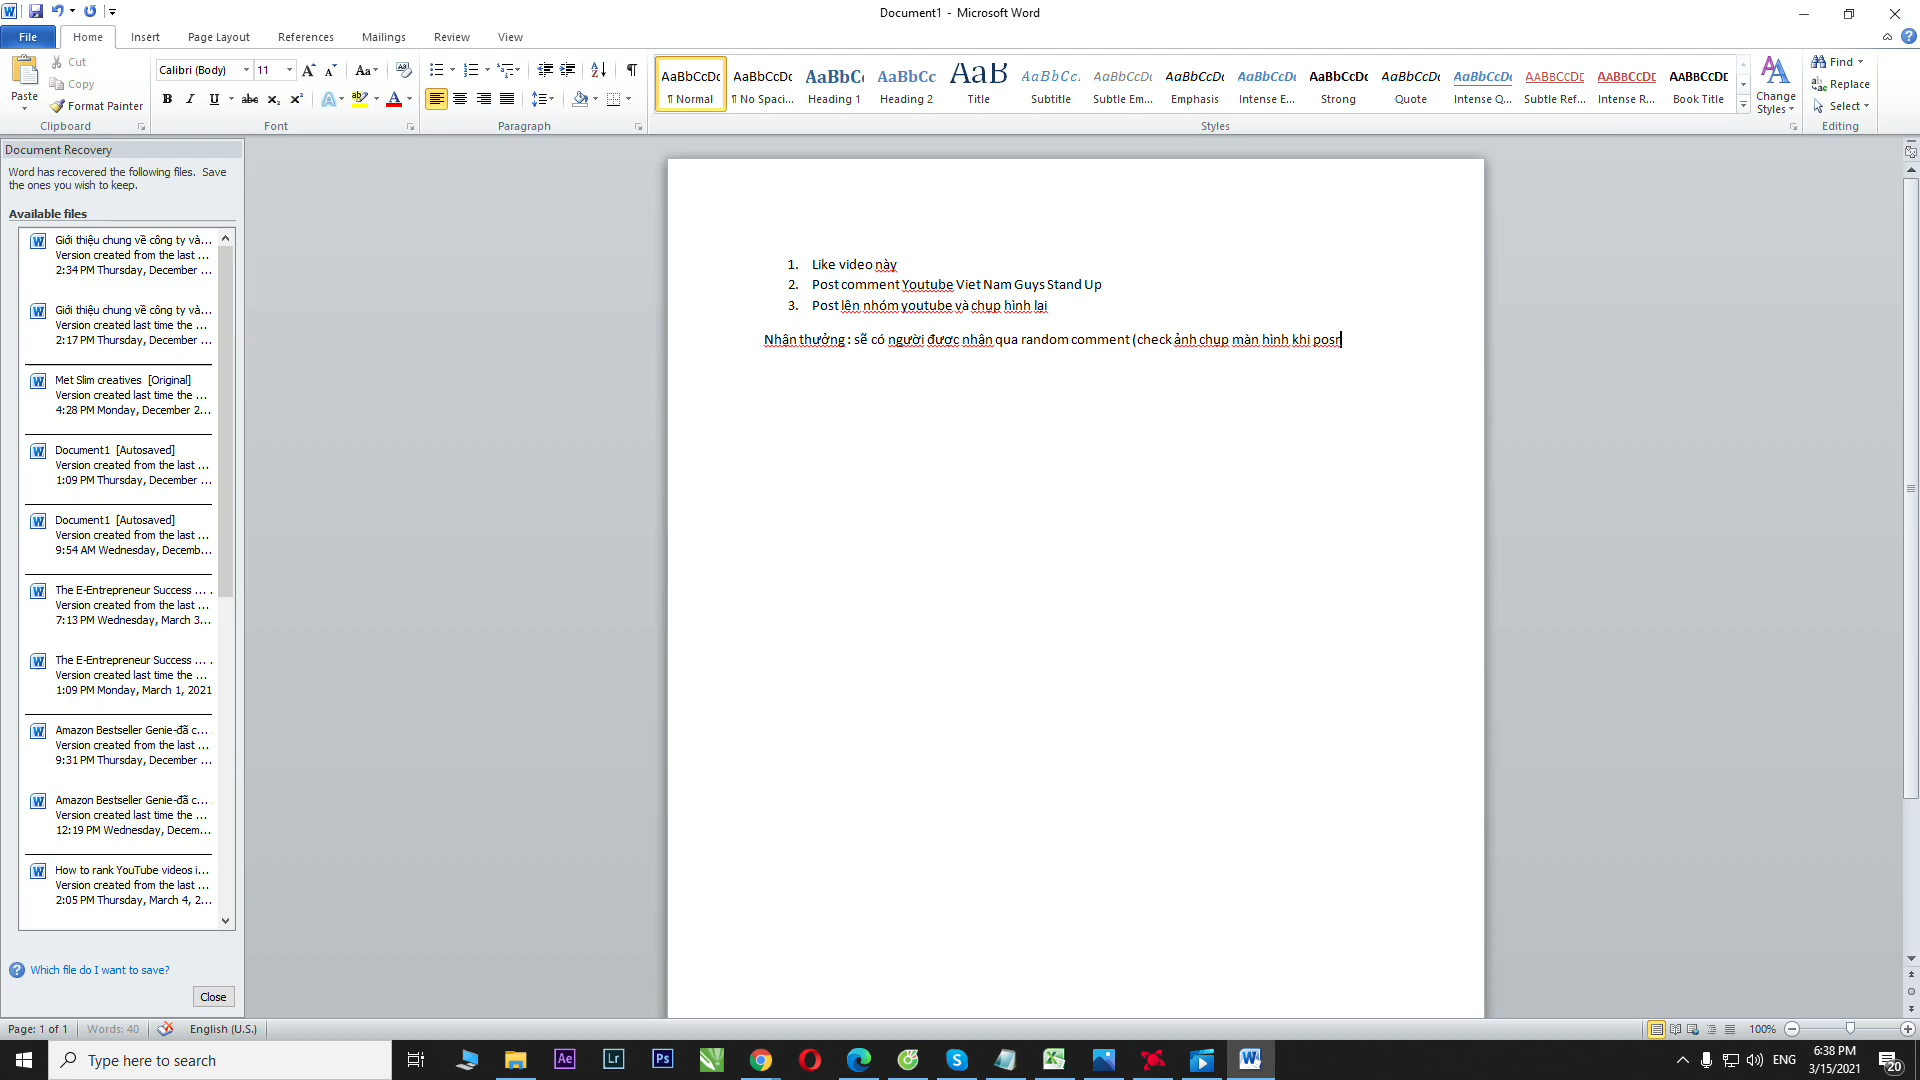 Document1 - Microsoft Word
File Home Insert Page Layout References Mailings Review View
Cut
Copy
Format Painter
Paste
Clipboard
Calibri (Body) 11
Font
Paragraph
AaBbCcDc AaBbCcDc AaBbC AaBbCc AaB AaBbCc. AaBbCcDc AaBbCcDc AaBbCcDc AaBbCcDc AaBbCcDc AaBbCcDc AABBCCDE AABBCCDE AABBCCDE
¶ Normal ¶ No Spaci... Heading 1 Heading 2 Title Subtitle Subtle Em... Emphasis Intense E... Strong Quote Intense Q... Subtle Ref... Intense R... Book Title
Styles
Change Styles
Find
Replace
Select
Editing
Document Recovery
Word has recovered the following files. Save
the ones you wish to keep.
Available files
Giới thiệu chung về công ty và...
Version created from the last ...
2:34 PM Thursday, December ...
Giới thiệu chung về công ty và...
Version created last time the ...
2:17 PM Thursday, December ...
Met Slim creatives [Original]
Version created last time the ...
4:28 PM Monday, December 2...
Document1 [Autosaved]
Version created from the last ...
1:09 PM Thursday, December ...
Document1 [Autosaved]
Version created from the last ...
9:54 AM Wednesday, Decemb...
The E-Entrepreneur Success ... .
Version created from the last ...
7:13 PM Wednesday, March 3...
The E-Entrepreneur Success ... .
Version created last time the ...
1:09 PM Monday, March 1, 2021
Amazon Bestseller Genie-đã c...
Version created from the last ...
9:31 PM Thursday, December ...
Amazon Bestseller Genie-đã c...
Version created last time the ...
12:19 PM Wednesday, Decem...
How to rank YouTube videos i...
Version created from the last ...
2:05 PM Thursday, March 4, 2...
Which file do I want to save?
Close
1. Like video này
2. Post comment Youtube Viet Nam Guys Stand Up
3. Post lên nhóm youtube và chụp hình lại
Nhận thưởng : sẽ có người được nhận qua random comment (check ảnh chụp màn hình khi posr
Page: 1 of 1 Words: 40 English (U.S.) 100%
Type here to search
Ae Lr Ps
ENG
6:38 PM
3/15/2021
20